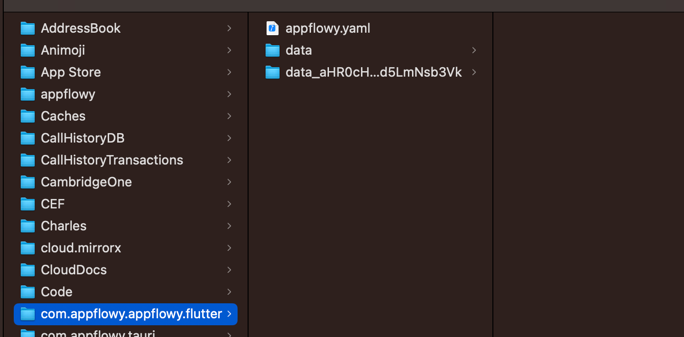 AddressBook
Animoji
App Store
appflowy
Caches
CallHistoryDB
CallHistoryTransactions
CambridgeOne
CEF
Charles
cloud.mirrorx
CloudDocs
Code
com.appflowy.appflowy.flutter
com.appflowy.tauri
appflowy.yaml
data
data_aHR0cH...d5LmNsb3Vk